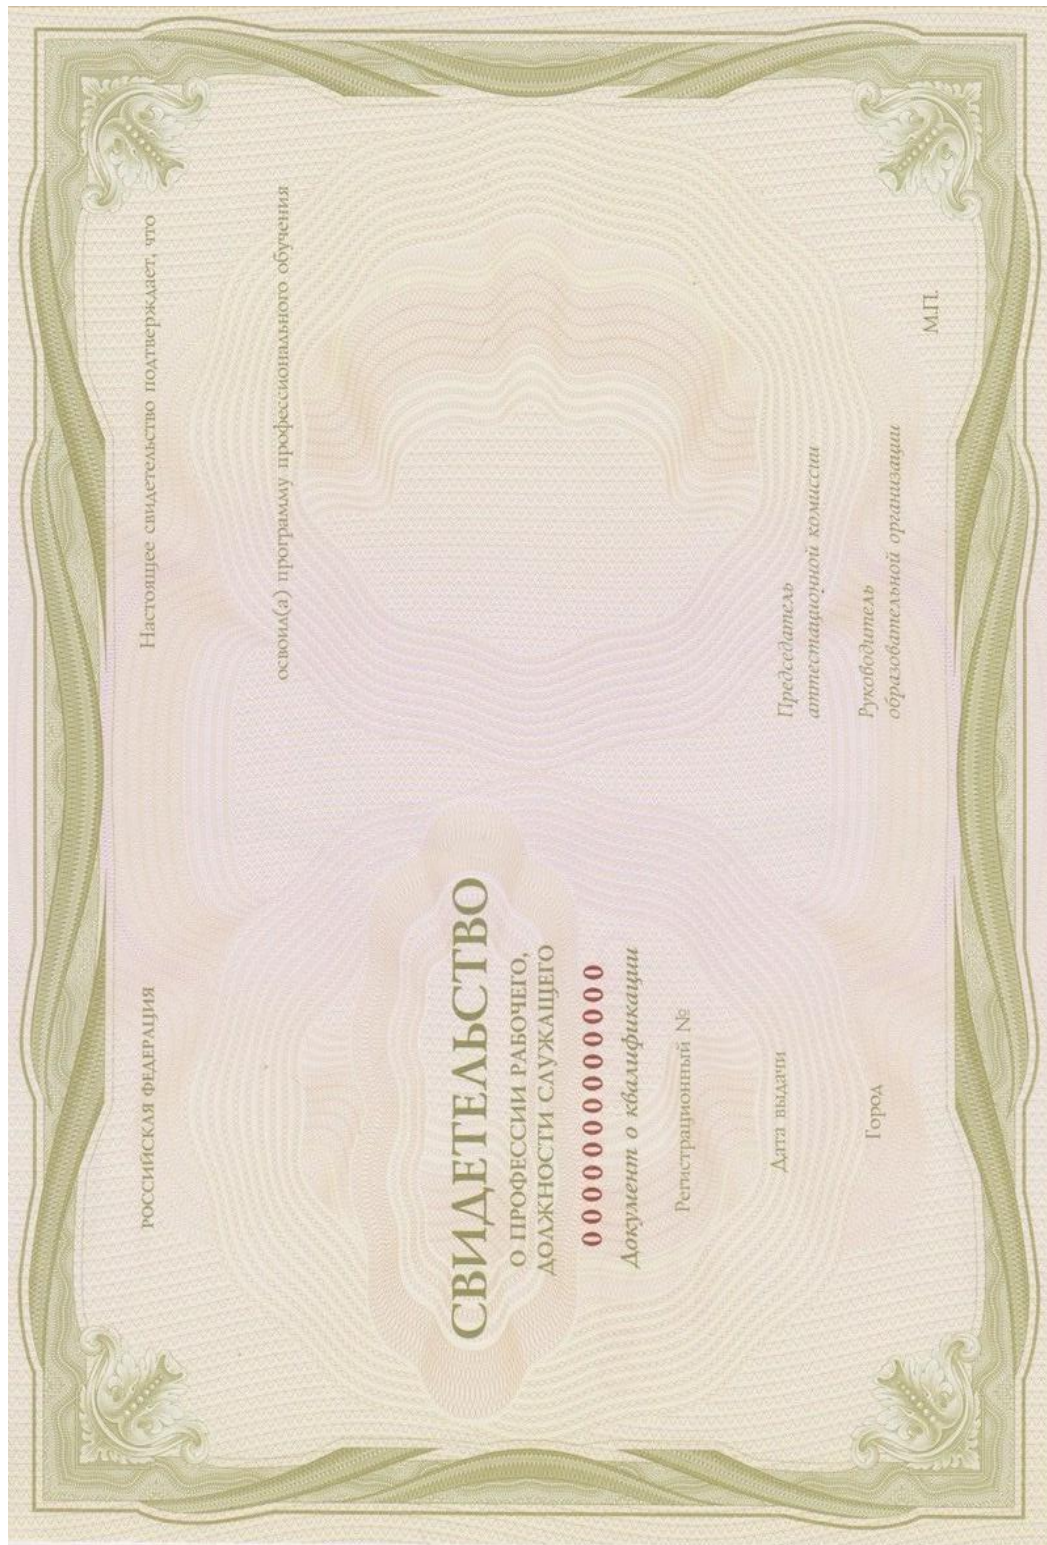 РОССИЙСКАЯ ФЕДЕРАЦИЯ
СВИДЕТЕЛЬСТВО
О ПРОФЕССИИ РАБОЧЕГО,
ДОЛЖНОСТИ СЛУЖАЩЕГО
000000000000
Документ о квалификации
Регистрационный №
Дата выдачи
Город
Настоящее свидетельство подтверждает, что
освоил(а) программу профессионального обучения
Председатель
аттестационной комиссии
Руководитель
образовательной организации
М.П.